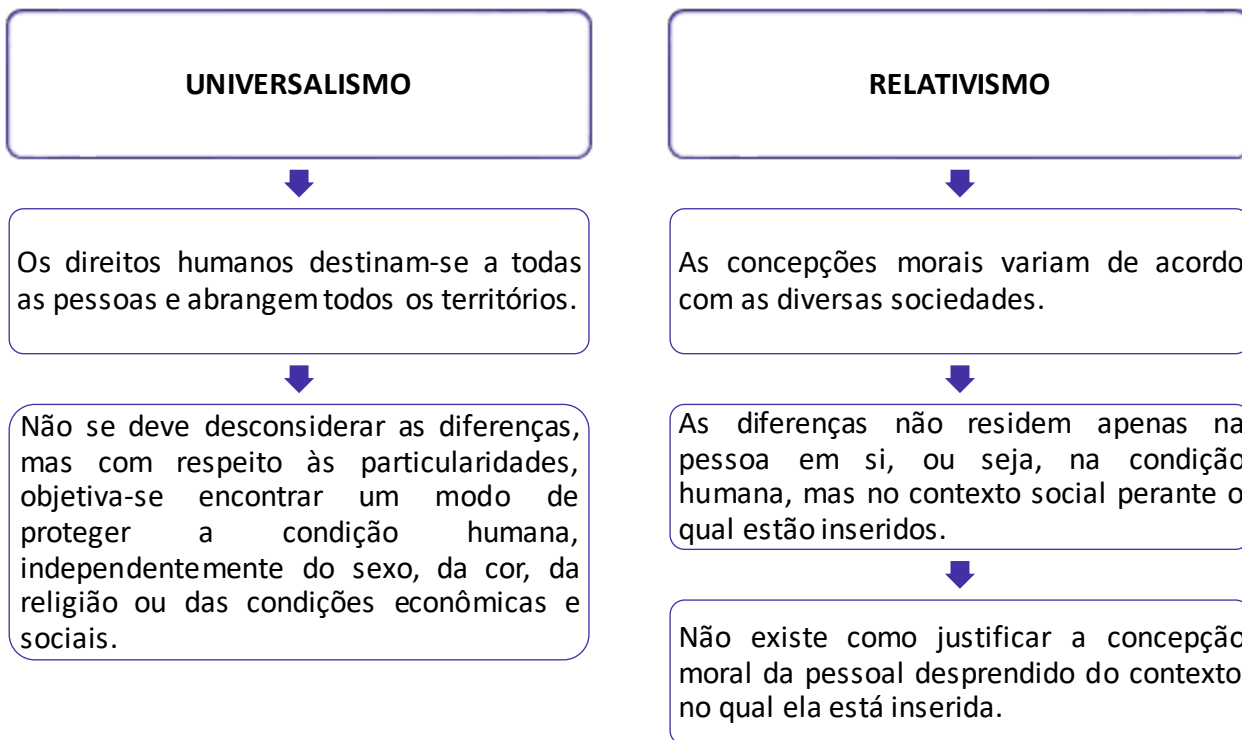 UNIVERSALISMO
Os direitos humanos destinam-se a todas
as pessoas e abrangem todos os territórios.
Não se deve desconsiderar as diferenças,
mas com respeito às particularidades,
objetiva-se encontrar um modo de
proteger a condição humana,
independentemente do sexo, da cor, da
religião ou das condições econômicas e
sociais.
RELATIVISMO
As concepções morais variam de acordo
com as diversas sociedades.
As diferenças não residem apenas na
pessoa em si, ou seja, na condição
humana, mas no contexto social perante o
qual estão inseridos.
Não existe como justificar a concepção
moral da pessoal desprendido do contexto
no qual ela está inserida.